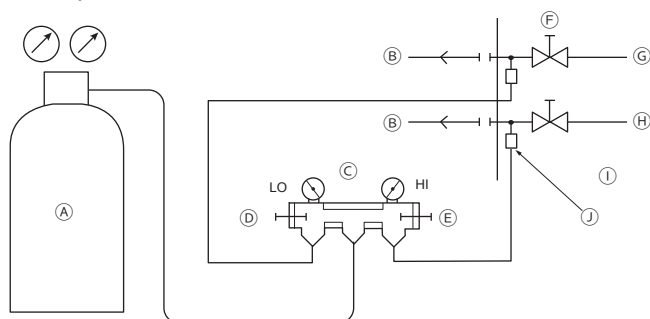 Ⓕ
Ⓑ Ⓖ
Ⓑ Ⓗ
Ⓒ Ⓘ
LO HI
Ⓐ Ⓓ Ⓔ Ⓙ